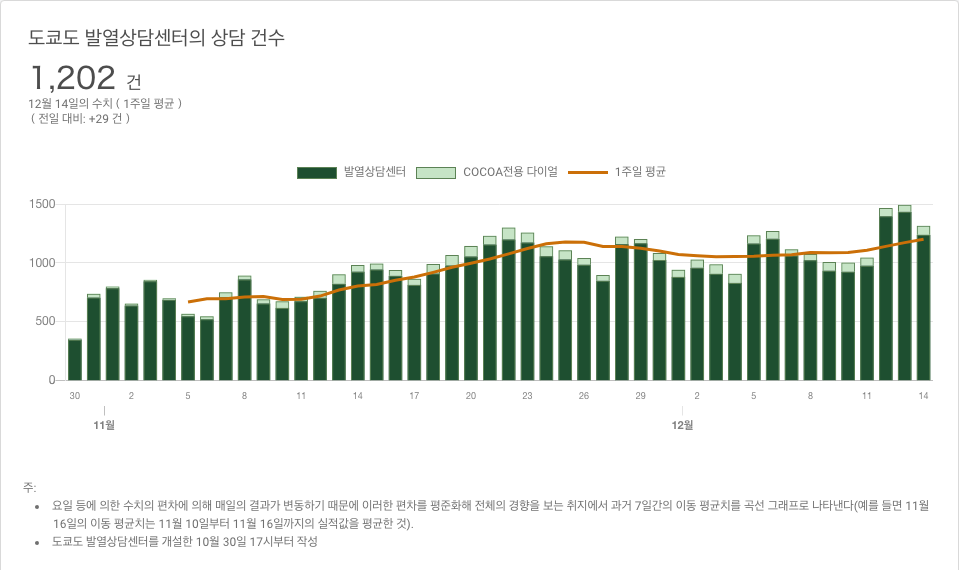 도쿄도 발열상담센터의 상담 건수
1,202 건
12월 14일의 수치 ( 1주일 평균 )
( 전일 대비: +29 건 )
발열상담센터 COCOA전용 다이얼 1주일 평균
1500
1000
500
0
30 2 5 8 11 14 17 20 23 26 29 2 5 8 11 14
11월 12월
주:
• 요일 등에 의한 수치의 편차에 의해 매일의 결과가 변동하기 때문에 이러한 편차를 평준화해 전체의 경향을 보는 취지에서 과거 7일간의 이동 평균치를 곡선 그래프로 나타낸다(예를 들면 11월
16일의 이동 평균치는 11월 10일부터 11월 16일까지의 실적값을 평균한 것).
• 도쿄도 발열상담센터를 개설한 10월 30일 17시부터 작성